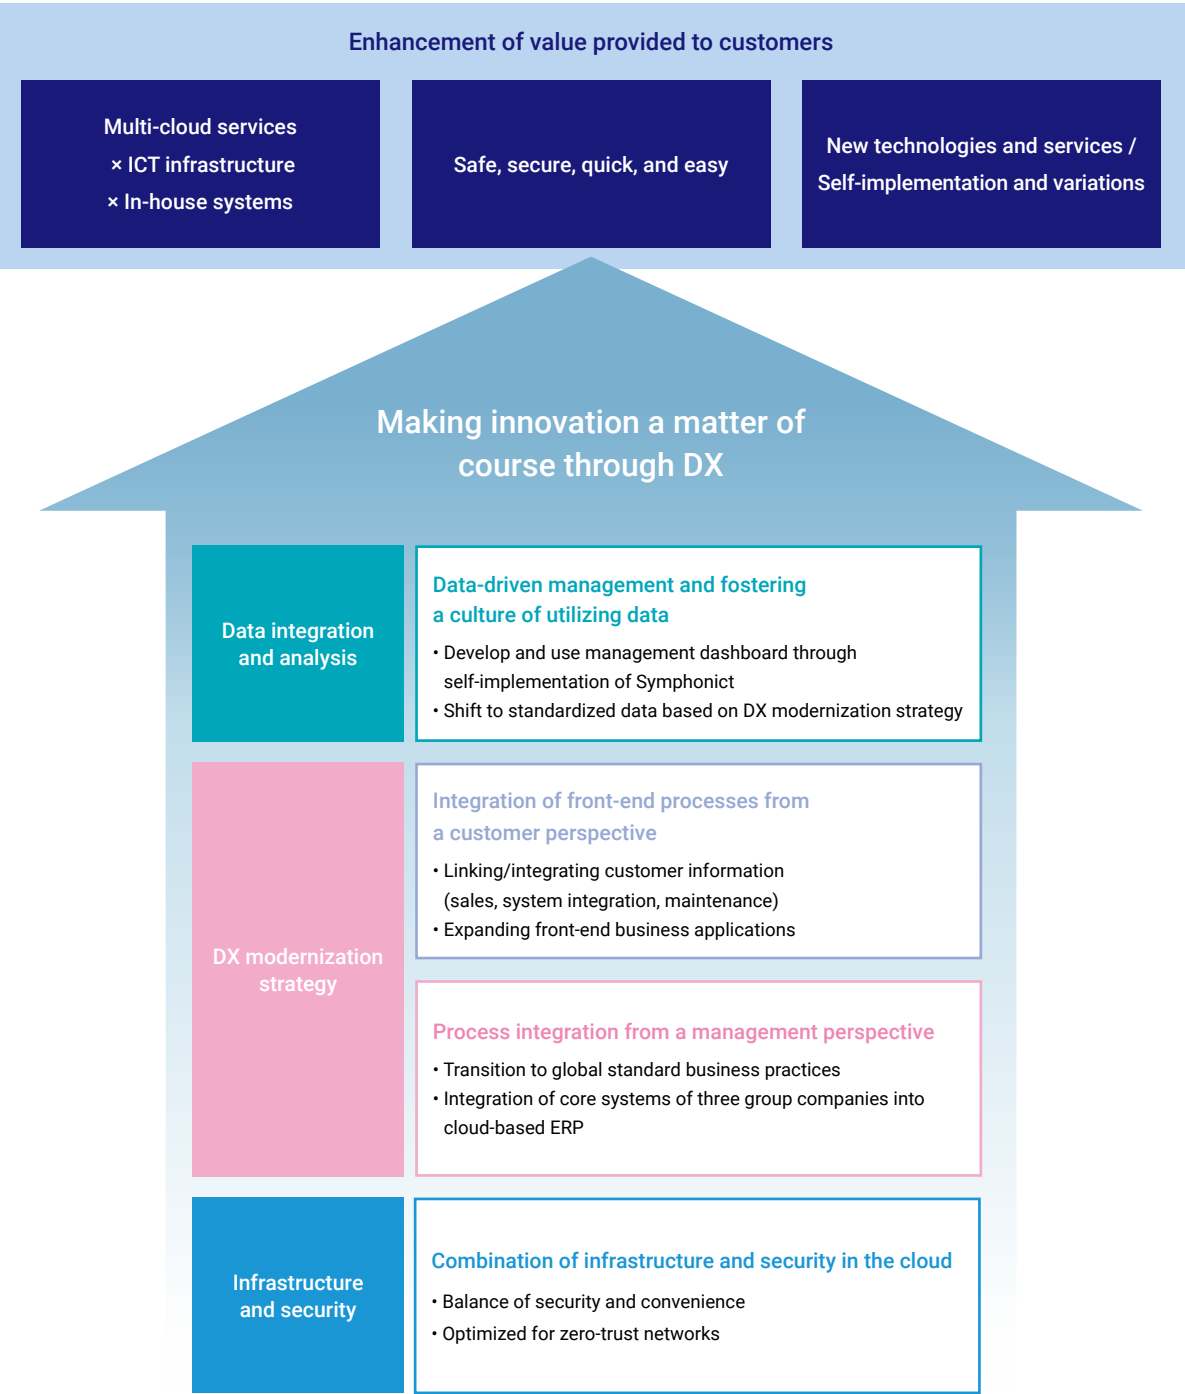 Enhancement of value provided to customers
Multi-cloud services
× ICT infrastructure
× In-house systems
Safe, secure, quick, and easy
New technologies and services /
Self-implementation and variations
Making innovation a matter of
course through DX
Data integration
and analysis
Data-driven management and fostering
a culture of utilizing data
• Develop and use management dashboard through
self-implementation of Symphonict
• Shift to standardized data based on DX modernization strategy
DX modernization
strategy
Integration of front-end processes from
a customer perspective
• Linking/integrating customer information
(sales, system integration, maintenance)
• Expanding front-end business applications
Process integration from a management perspective
• Transition to global standard business practices
• Integration of core systems of three group companies into
cloud-based ERP
Infrastructure
and security
Combination of infrastructure and security in the cloud
• Balance of security and convenience
• Optimized for zero-trust networks